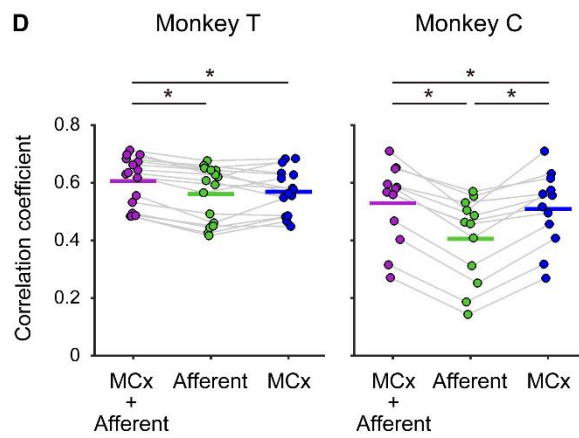 D
Monkey T
Monkey C
*
*
*
*
*
Correlation coefficient
0.8
0.6
0.4
0.2
0
MCx
+
Afferent
Afferent
MCx
MCx
+
Afferent
Afferent
MCx